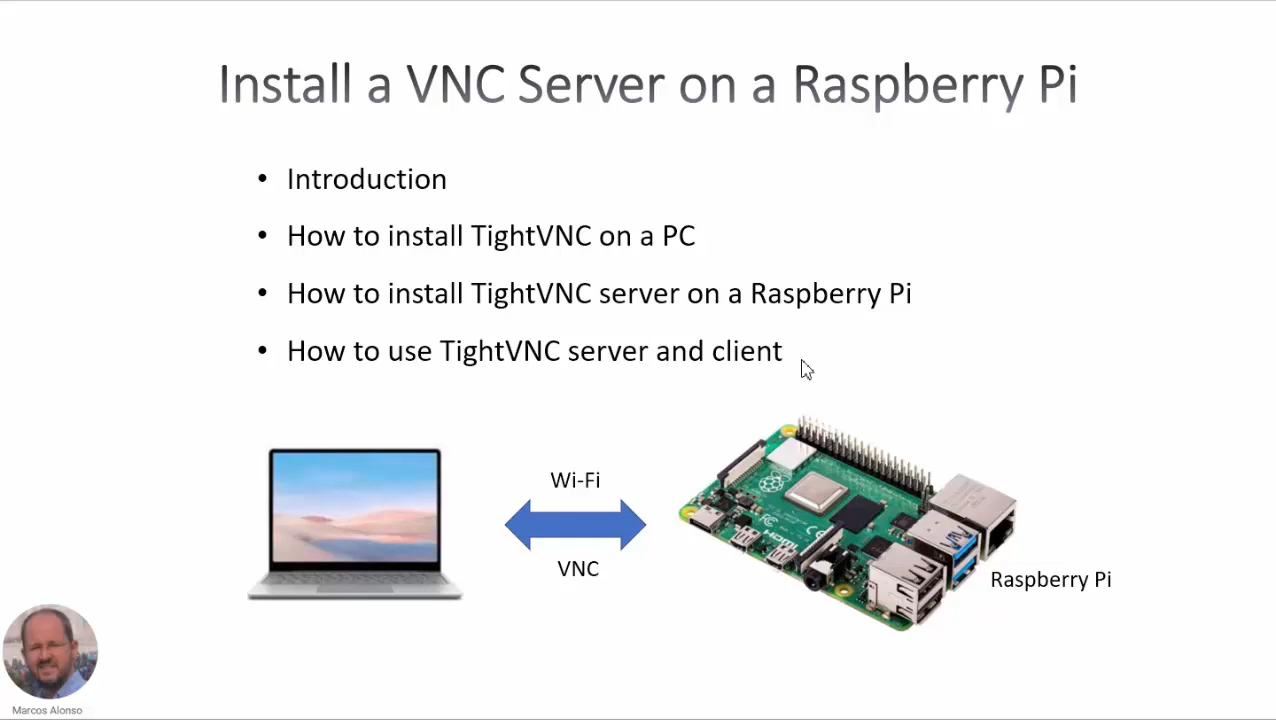 Install a VNC Server on a Raspberry Pi
• Introduction
• How to install TightVNC on a PC
• How to install TightVNC server on a Raspberry Pi
• How to use TightVNC server and client
Wi-Fi
VNC
HDMI
Raspberry Pi
Marcos Alonso